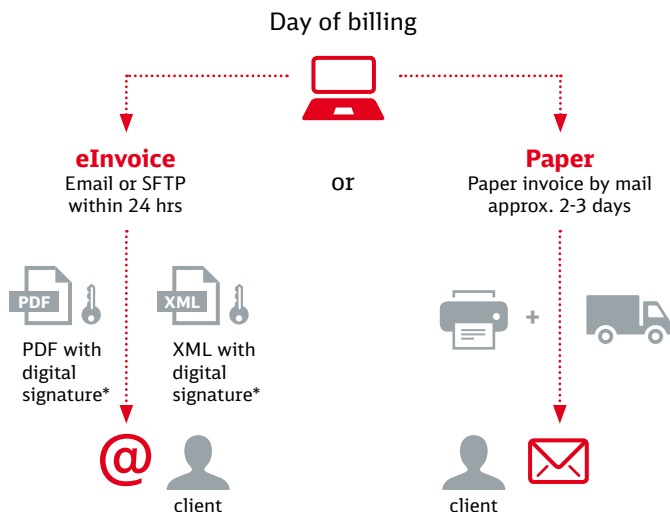 Day of billing
eInvoice
Email or SFTP
within 24 hrs
or
Paper
Paper invoice by mail
approx. 2-3 days
PDF
XML
+
PDF with
digital
signature*
XML with
digital
signature*
@
client
client